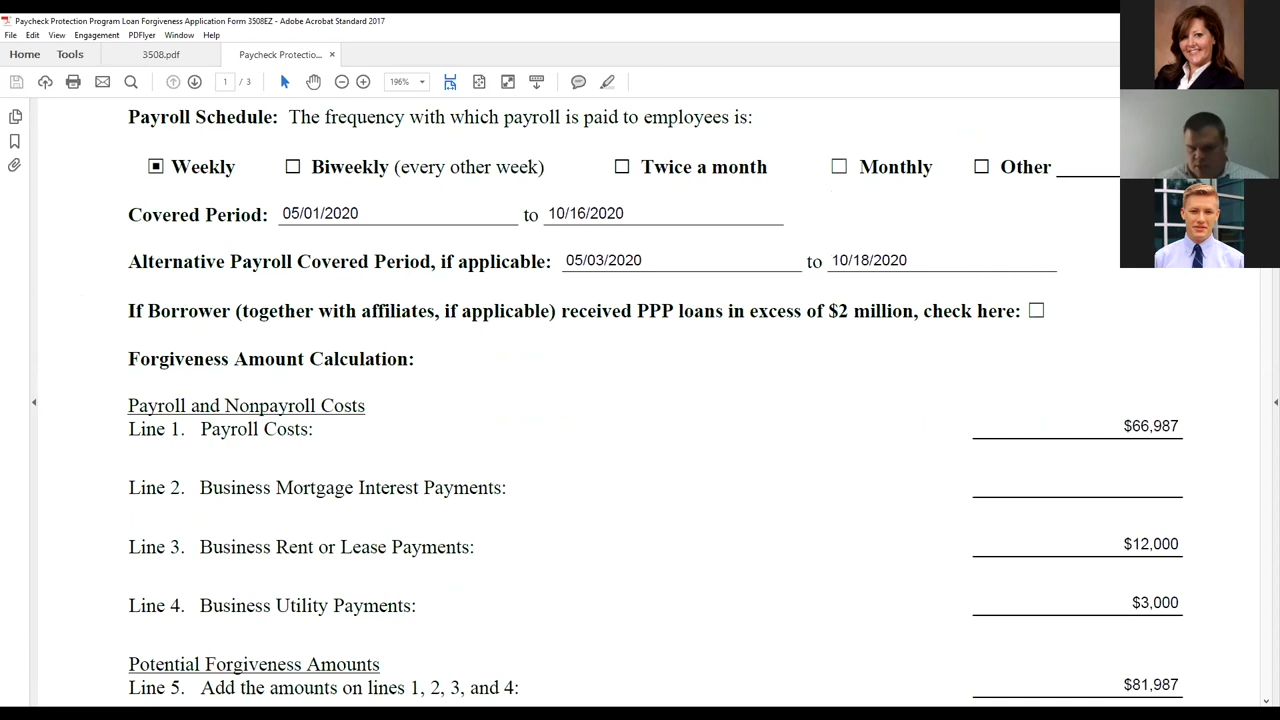 Paycheck Protection Program Loan Forgiveness Application Form 3508EZ - Adobe Acrobat Standard 2017
File Edit View Engagement PDFlyer Window Help
Home Tools 3508.pdf Paycheck Protectio... ×
1 / 3 196%
Payroll Schedule: The frequency with which payroll is paid to employees is:
Weekly Biweekly (every other week) Twice a month Monthly Other
Covered Period: 05/01/2020 to 10/16/2020
Alternative Payroll Covered Period, if applicable: 05/03/2020 to 10/18/2020
If Borrower (together with affiliates, if applicable) received PPP loans in excess of $2 million, check here:
Forgiveness Amount Calculation:
Payroll and Nonpayroll Costs
Line 1. Payroll Costs: $66,987
Line 2. Business Mortgage Interest Payments:
Line 3. Business Rent or Lease Payments: $12,000
Line 4. Business Utility Payments: $3,000
Potential Forgiveness Amounts
Line 5. Add the amounts on lines 1, 2, 3, and 4: $81,987